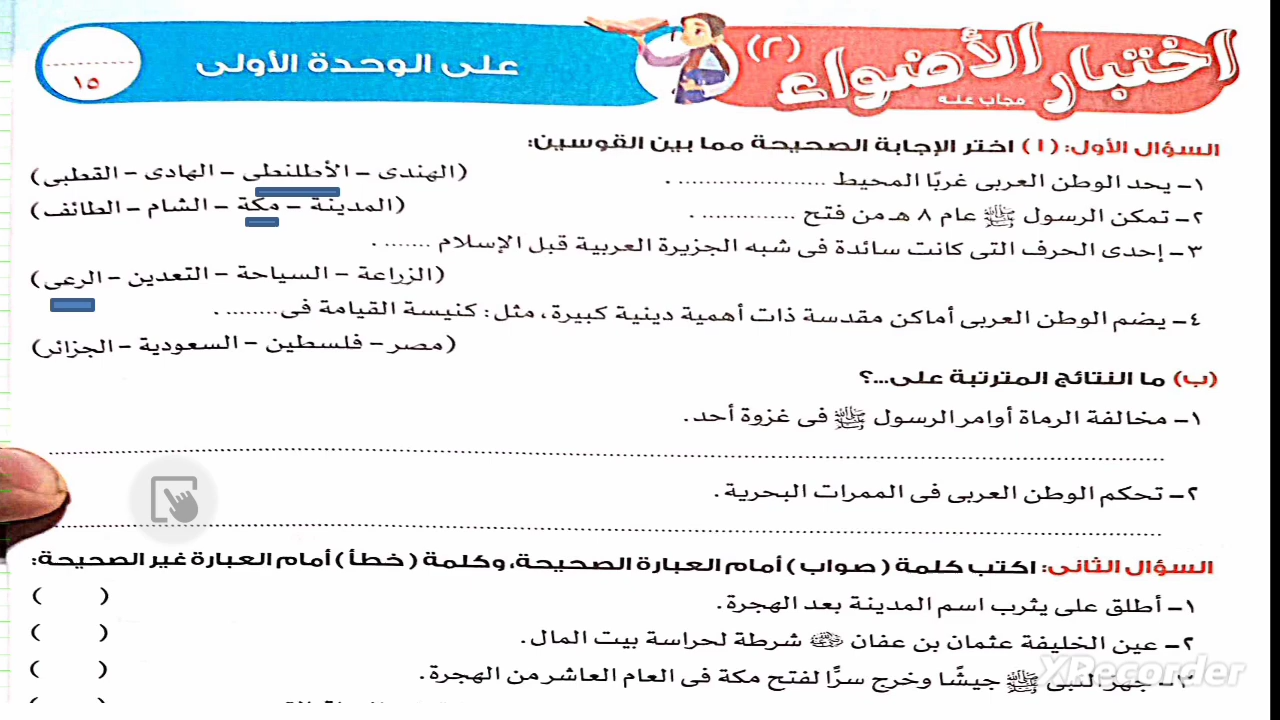 اختبار الأضواء (٢) على الوحدة الأولى
مجاب عنه
١٥
السؤال الأول: (ا) اختر الإجابة الصحيحة مما بين القوسين:
١- يحد الوطن العربى غربًا المحيط ..................... . (الهندى - الأطلنطى - الهادى - القطبى)
٢- تمكن الرسول ﷺ عام ٨ هـ من فتح .............. . (المدينة - مكة - الشام - الطائف)
٣- إحدى الحرف التى كانت سائدة فى شبه الجزيرة العربية قبل الإسلام ....... .
(الزراعة - السياحة - التعدين - الرعى)
٤- يضم الوطن العربى أماكن مقدسة ذات أهمية دينية كبيرة، مثل: كنيسة القيامة فى........ .
(مصر - فلسطين - السعودية - الجزائر)
(ب) ما النتائج المترتبة على...؟
١- مخالفة الرماة أوامر الرسول ﷺ فى غزوة أحد.
٢- تحكم الوطن العربى فى الممرات البحرية.
السؤال الثانى: اكتب كلمة (صواب) أمام العبارة الصحيحة، وكلمة (خطأ) أمام العبارة غير الصحيحة:
١- أطلق على يثرب اسم المدينة بعد الهجرة. ( )
٢- عين الخليفة عثمان بن عفان رضي الله عنه شرطة لحراسة بيت المال. ( )
٣- جهز النبى ﷺ جيشًا وخرج سرًّا لفتح مكة فى العام العاشر من الهجرة. ( )
XRecorder